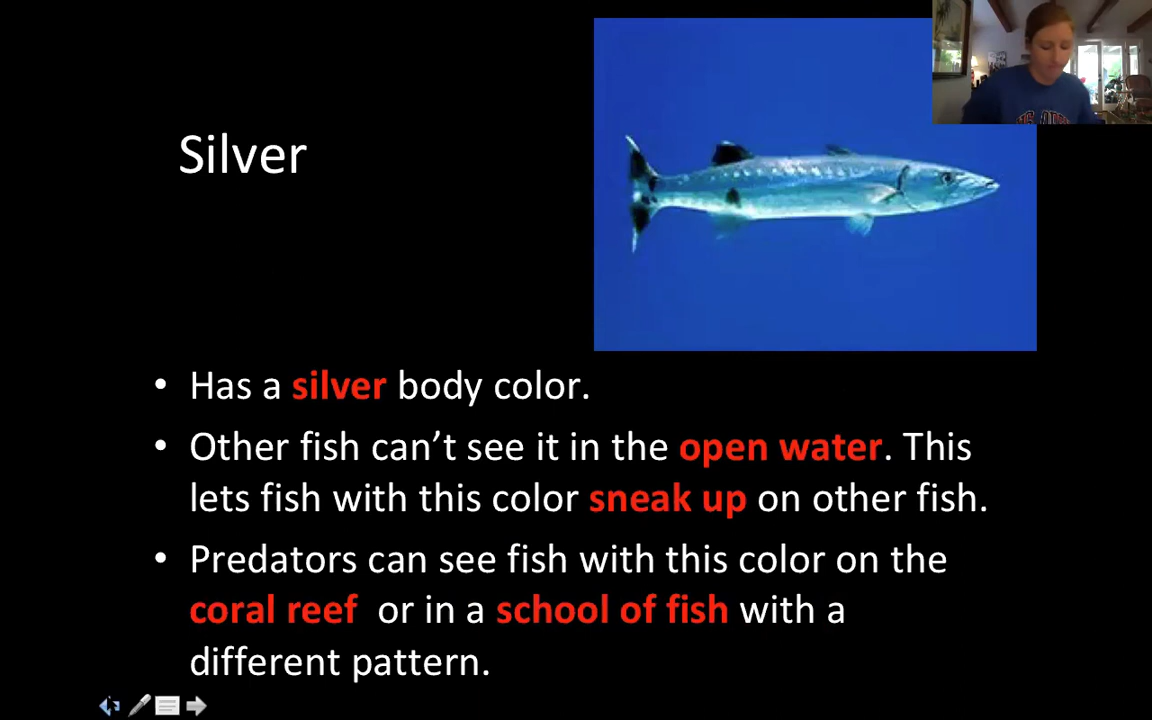 Silver
• Has a silver body color.
• Other fish can’t see it in the open water. This
lets fish with this color sneak up on other fish.
• Predators can see fish with this color on the
coral reef or in a school of fish with a
different pattern.